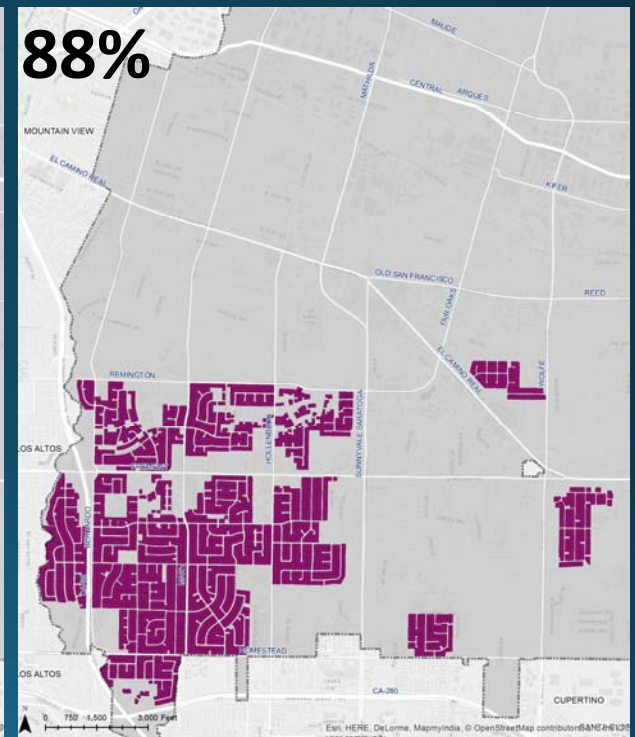 88%
MAUDE
MATHILDA
CENTRAL ARQUES
MOUNTAIN VIEW
EL CAMINO REAL
KIFER
OLD SAN FRANCISCO
REED
FAIR OAKS
EL CAMINO REAL
WOLFE
REMINGTON
HOLLENBECK
SUNNYVALE SARATOGA
LOS ALTOS
FREMONT
BERNARDO
HOMESTEAD
LOS ALTOS
CA-280
CUPERTINO
N
0 750 1,500 3,000 Feet
Esri, HERE, DeLorme, MapmyIndia, © OpenStreetMap